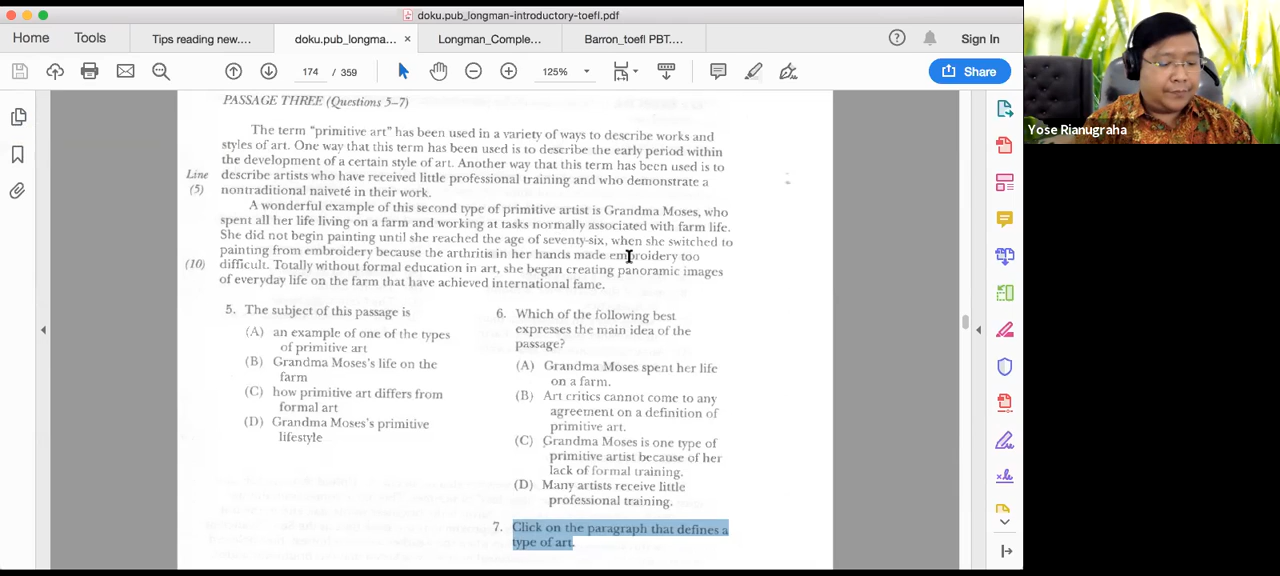 doku.pub_longman-introductory-toefl.pdf
Home
Tools
Tips reading new....
doku.pub_longma... ×
Longman_Comple...
Barron_toefl PBT....
Sign In
174 / 359
125%
Share
Yose Rianugraha
PASSAGE THREE (Questions 5–7)
The term "primitive art" has been used in a variety of ways to describe works and
styles of art. One way that this term has been used is to describe the early period within
the development of a certain style of art. Another way that this term has been used is to
Line describe artists who have received little professional training and who demonstrate a
(5) nontraditional naiveté in their work.
A wonderful example of this second type of primitive artist is Grandma Moses, who
spent all her life living on a farm and working at tasks normally associated with farm life.
She did not begin painting until she reached the age of seventy-six, when she switched to
painting from embroidery because the arthritis in her hands made embroidery too
(10) difficult. Totally without formal education in art, she began creating panoramic images
of everyday life on the farm that have achieved international fame.
5. The subject of this passage is
(A) an example of one of the types
of primitive art
(B) Grandma Moses's life on the
farm
(C) how primitive art differs from
formal art
(D) Grandma Moses's primitive
lifestyle
6. Which of the following best
expresses the main idea of the
passage?
(A) Grandma Moses spent her life
on a farm.
(B) Art critics cannot come to any
agreement on a definition of
primitive art.
(C) Grandma Moses is one type of
primitive artist because of her
lack of formal training.
(D) Many artists receive little
professional training.
7. Click on the paragraph that defines a
type of art.